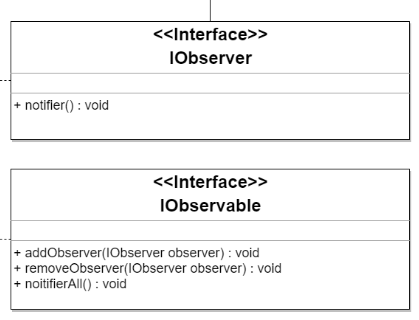 <<Interface>>
IObserver
+ notifier() : void
<<Interface>>
IObservable
+ addObserver(IObserver observer) : void
+ removeObserver(IObserver observer) : void
+ noitifierAll() : void